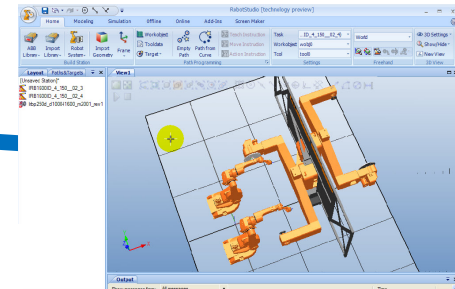 RobotStudio [technology preview]
Home Modeling Simulation Offline Online Add-Ins Screen Maker
ABB Library Import Library Robot System Import Geometry Frame
Workobject
Tooldata
Target
Empty Path Path from Curve
Teach Instruction
Move Instruction
Task
Workobject wobj0
Tool tool0
World
3D Settings
Show/Hide
New View
Build Station Path Programming Settings Freehand 3D View
Layout Paths&Targets View1
[Unsaved Station]*
IRB1600ID_4_150__02_3
IRB1600ID_4_150__02_4
Output